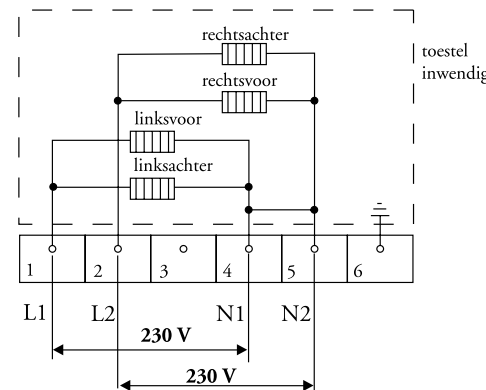 rechtsachter
rechtsvoor
linksvoor
linksachter
toestel
inwendig
1 2 3 4 5 6
L1 L2 N1 N2
230 V
230 V